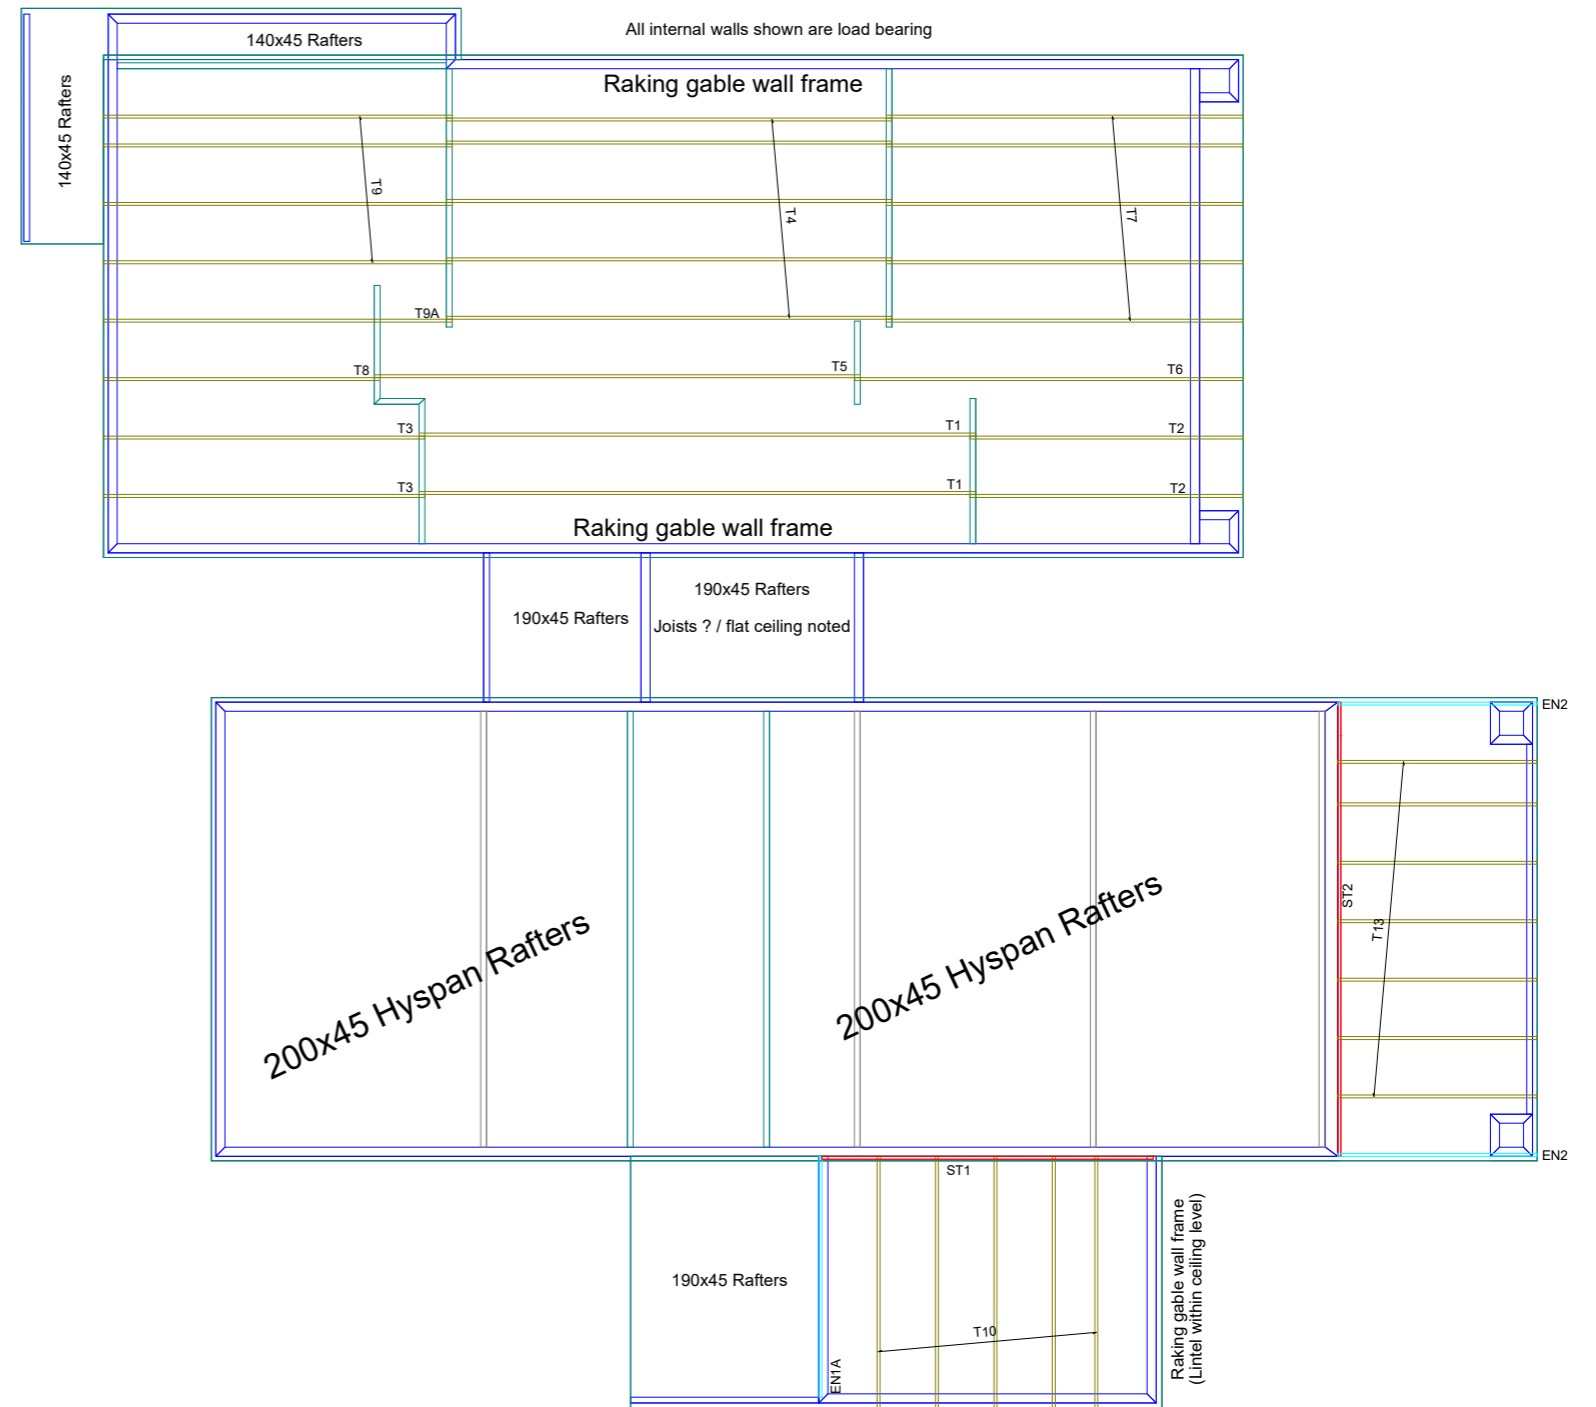 All internal walls shown are load bearing
140x45 Rafters
140x45 Rafters
Raking gable wall frame
T9
T4
T7
T9A
T8
T5
T6
T3
T1
T2
T3
T1
T2
Raking gable wall frame
190x45 Rafters
190x45 Rafters
Joists ? / flat ceiling noted
EN2
200x45 Hyspan Rafters
200x45 Hyspan Rafters
ST2
T13
EN2
ST1
190x45 Rafters
T10
EN1A
Raking gable wall frame
(Lintel within ceiling level)